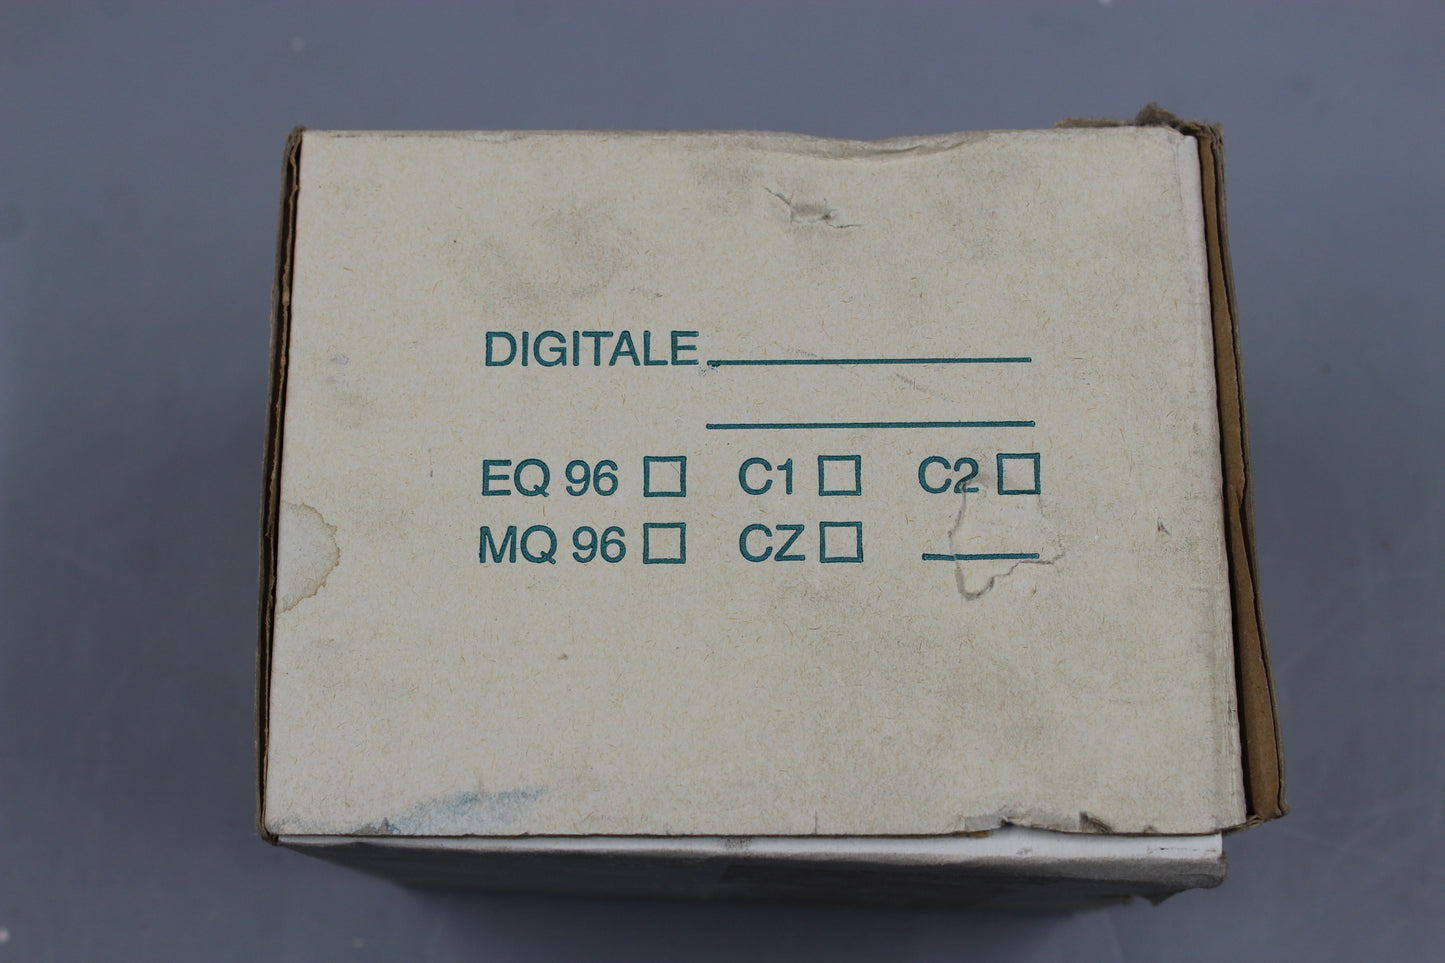 DIGITALE
EQ 96 C1 C2
MQ 96 CZ